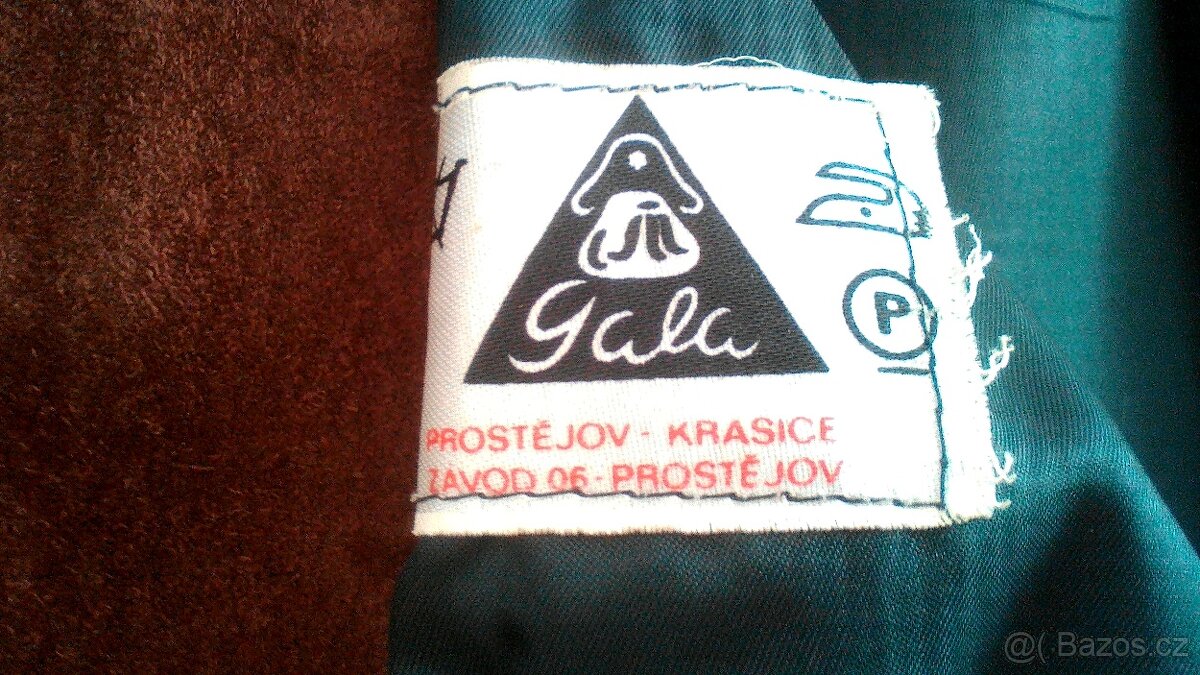 gala
P
PROSTĚJOV - KRASICE
ZÁVOD 06 - PROSTĚJOV
@( Bazos.cz